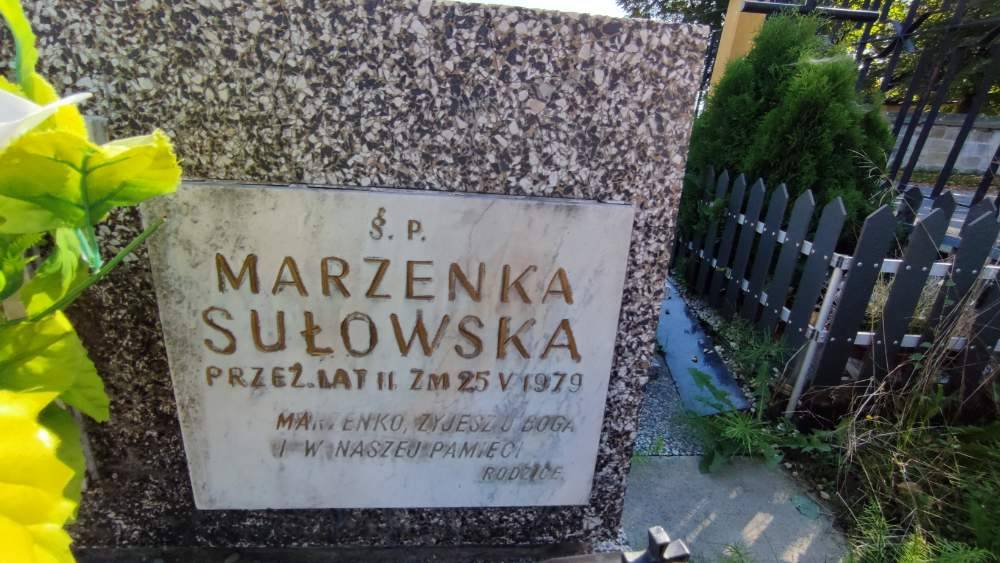 Ś. P.
MARZENKA
SUŁOWSKA
PRZEŻ. LAT 11, ZM 25 V 1979
MARZENKO, ŻYJESZ U BOGA
I W NASZEJ PAMIĘCI
RODZICE